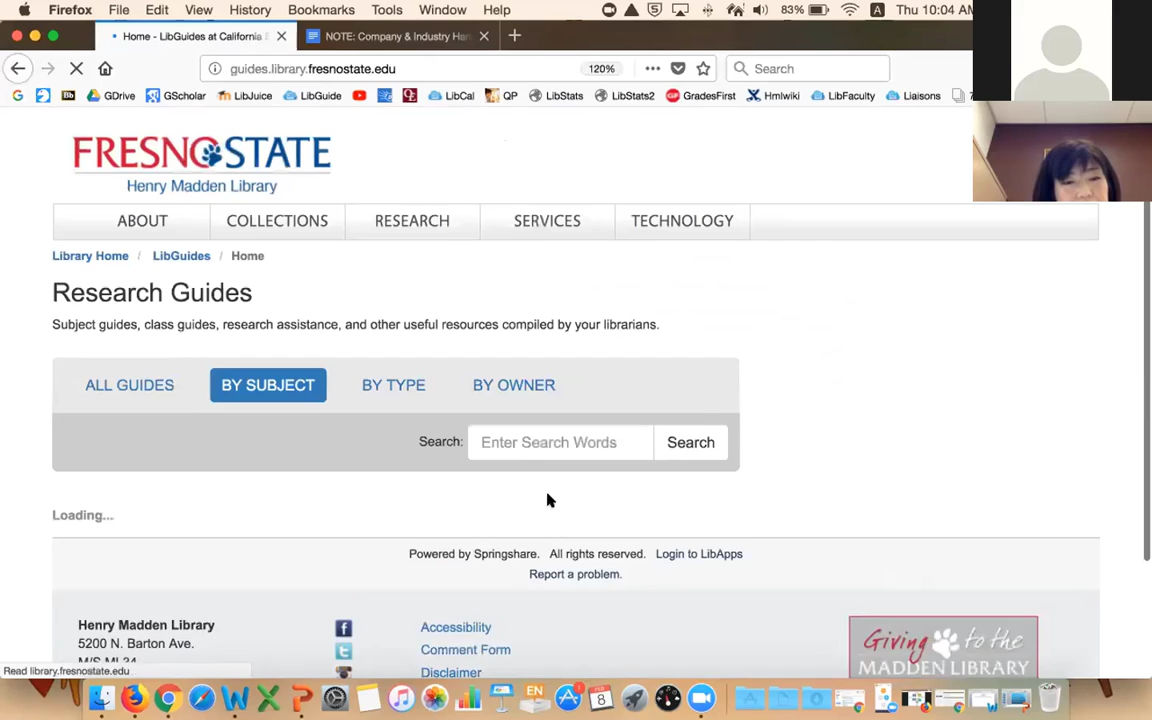 Firefox File Edit View History Bookmarks Tools Window Help 83% A Thu 10:04 AM
Home - LibGuides at California
NOTE: Company & Industry Ha
guides.library.fresnostate.edu 120% Search
GDrive GScholar LibJuice LibGuide LibCal QP LibStats LibStats2 GradesFirst Hmlwiki LibFaculty Liaisons 7
FRESNO STATE
Henry Madden Library
ABOUT COLLECTIONS RESEARCH SERVICES TECHNOLOGY
Library Home / LibGuides / Home
Research Guides
Subject guides, class guides, research assistance, and other useful resources compiled by your librarians.
ALL GUIDES BY SUBJECT BY TYPE BY OWNER
Search: Enter Search Words Search
Loading...
Powered by Springshare. All rights reserved. Login to LibApps
Report a problem.
Henry Madden Library
5200 N. Barton Ave.
M/S ML34
Accessibility
Comment Form
Disclaimer
Giving to the
MADDEN LIBRARY
Read library.fresnostate.edu